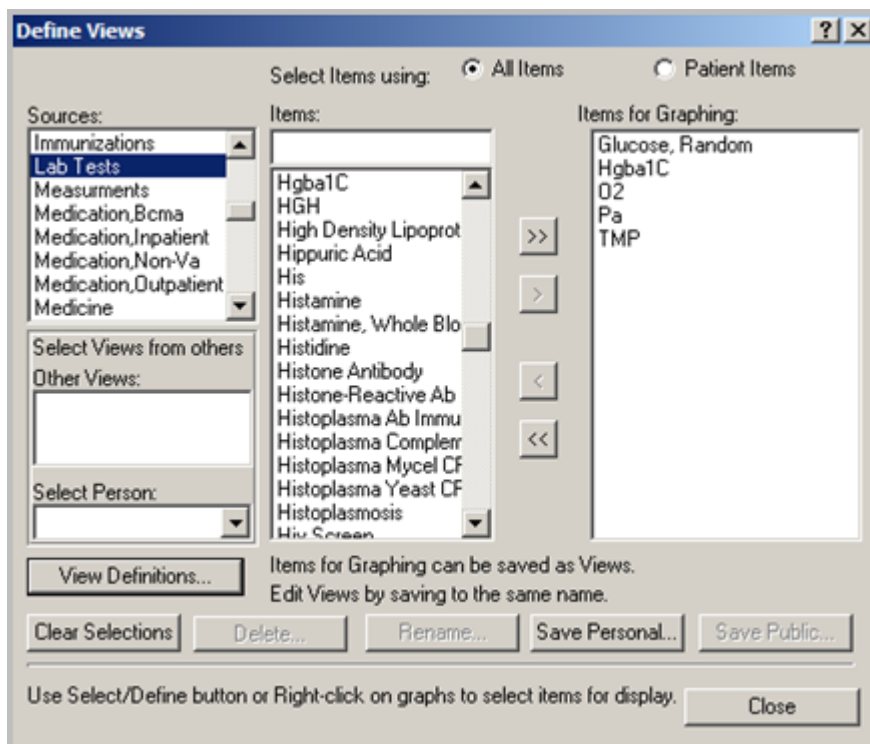 Define Views
Select Items using: All Items Patient Items
Sources:
Immunizations
Lab Tests
Measurments
Medication,Bcma
Medication,Inpatient
Medication,Non-Va
Medication,Outpatient
Medicine
Select Views from others
Other Views:
Select Person:
View Definitions...
Items:
Hgba1C
HGH
High Density Lipoprot
Hippuric Acid
His
Histamine
Histamine, Whole Blo
Histidine
Histone Antibody
Histone-Reactive Ab
Histoplasma Ab Immu
Histoplasma Complem
Histoplasma Mycel CF
Histoplasma Yeast CF
Histoplasmosis
Hiv Screen
>>
>
<
<<
Items for Graphing:
Glucose, Random
Hgba1C
O2
Pa
TMP
Items for Graphing can be saved as Views.
Edit Views by saving to the same name.
Clear Selections Delete... Rename... Save Personal... Save Public...
Use Select/Define button or Right-click on graphs to select items for display.
Close